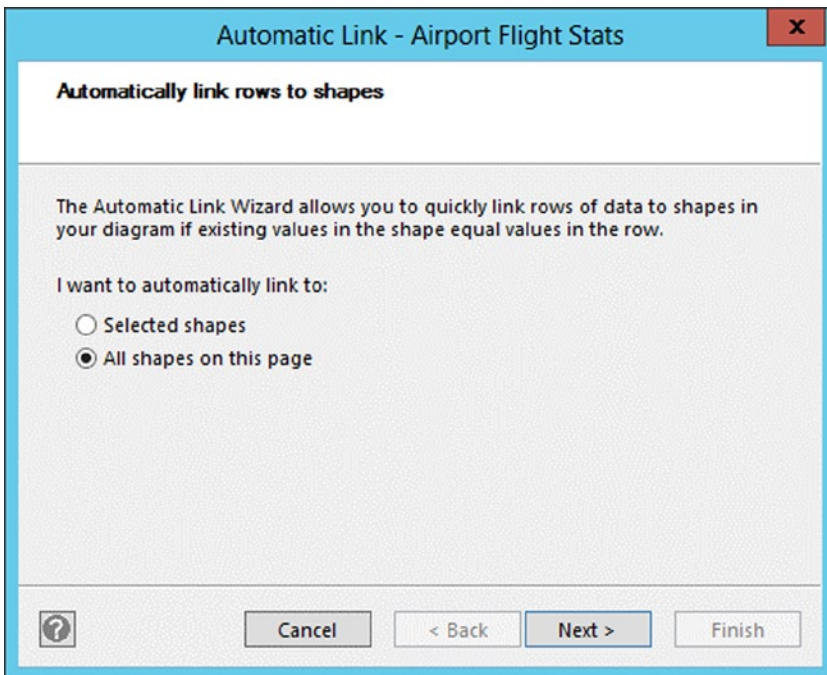 Automatic Link - Airport Flight Stats
x
Automatically link rows to shapes
The Automatic Link Wizard allows you to quickly link rows of data to shapes in
your diagram if existing values in the shape equal values in the row.
I want to automatically link to:
Selected shapes
All shapes on this page
?
Cancel
< Back
Next >
Finish